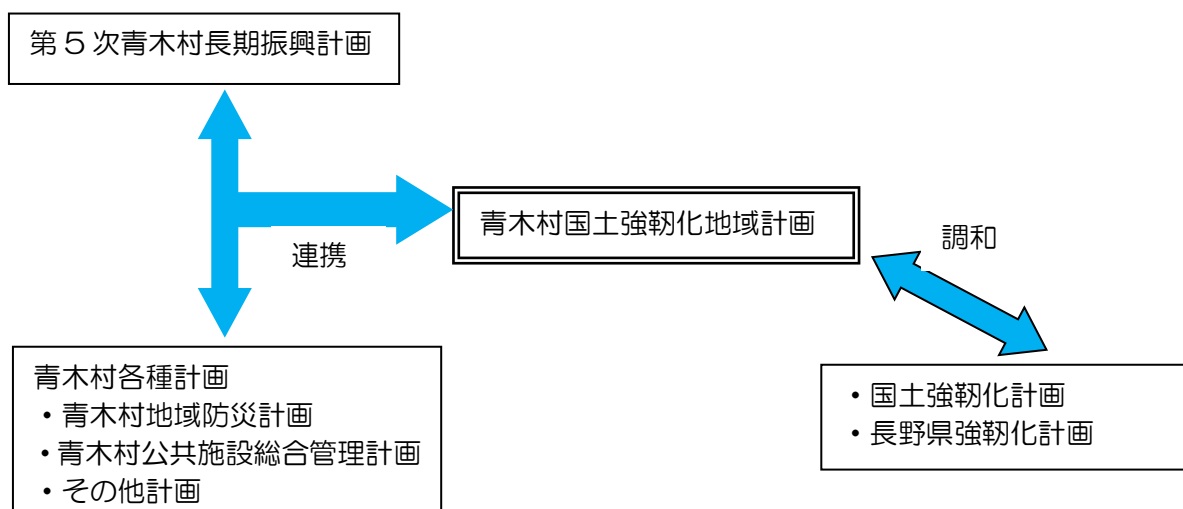 第5次青木村長期振興計画
青木村国土強靭化地域計画
連携
調和
青木村各種計画
・青木村地域防災計画
・青木村公共施設総合管理計画
・その他計画
・国土強靭化計画
・長野県強靭化計画